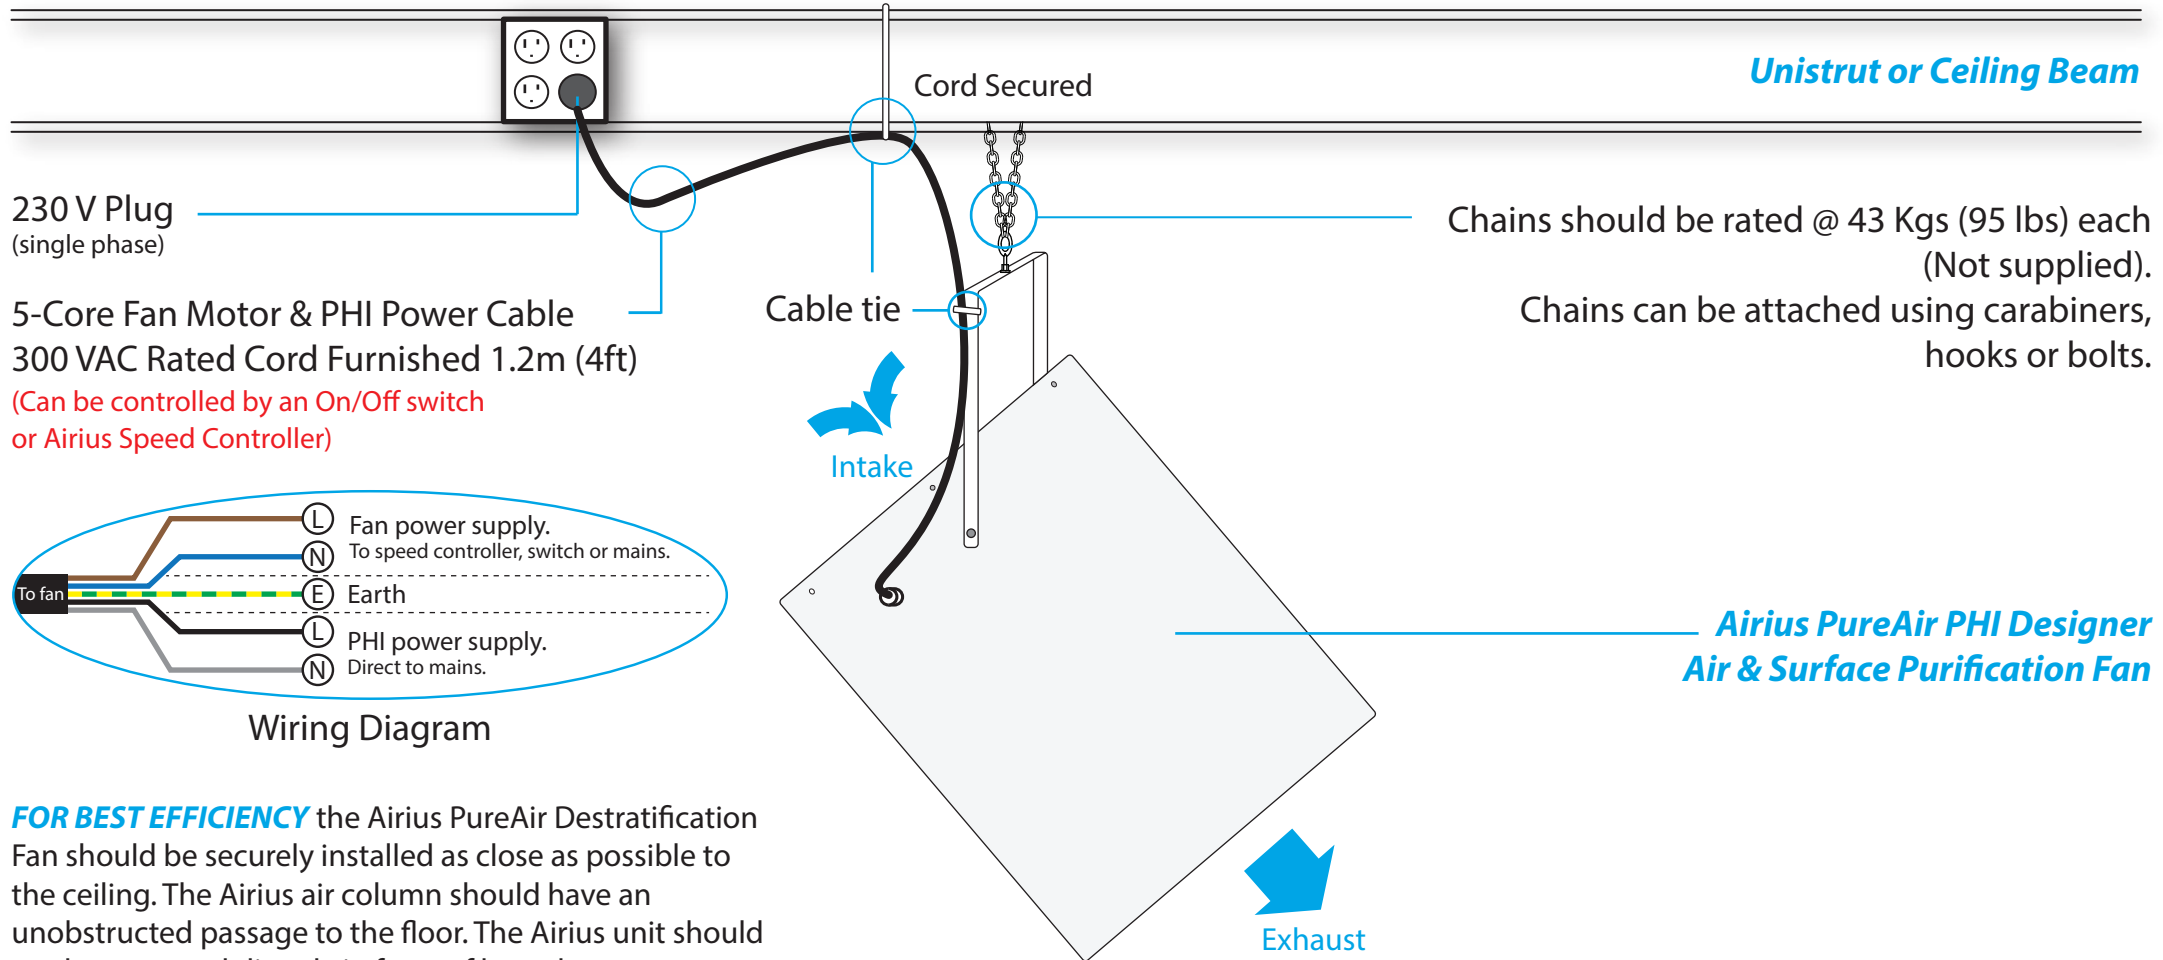 Unistrut or Ceiling Beam
Cord Secured
230 V Plug
(single phase)
5-Core Fan Motor & PHI Power Cable
300 VAC Rated Cord Furnished 1.2m (4ft)
(Can be controlled by an On/Off switch
or Airius Speed Controller)
Cable tie
Intake
Chains should be rated @ 43 Kgs (95 lbs) each
(Not supplied).
Chains can be attached using carabiners,
hooks or bolts.
To fan
L
Fan power supply.
N
To speed controller, switch or mains.
E
Earth
L
PHI power supply.
N
Direct to mains.
Wiring Diagram
Airius PureAir PHI Designer
Air & Surface Purification Fan
FOR BEST EFFICIENCY the Airius PureAir Destratification
Fan should be securely installed as close as possible to
the ceiling. The Airius air column should have an
unobstructed passage to the floor. The Airius unit should
Exhaust